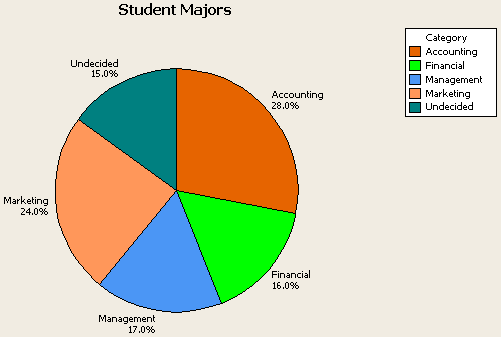 Student Majors
Category
Accounting
Financial
Management
Marketing
Undecided
Undecided
15.0%
Accounting
28.0%
Marketing
24.0%
Financial
16.0%
Management
17.0%